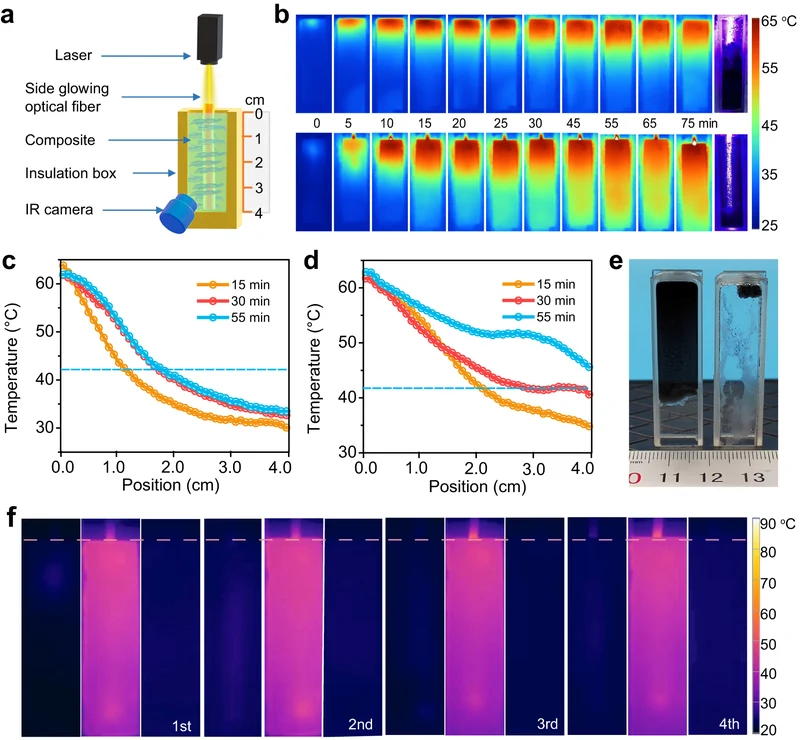 a
Laser
Side glowing
optical fiber
Composite
Insulation box
IR camera
cm
0
1
2
3
4
b
0 5 10 15 20 25 30 45 55 65 75 min
65 °C
55
45
35
25
c
Temperature (°C)
60
50
40
30
15 min
30 min
55 min
0.0 1.0 2.0 3.0 4.0
Position (cm)
d
Temperature (°C)
60
50
40
30
15 min
30 min
55 min
0.0 1.0 2.0 3.0 4.0
Position (cm)
e
mm
0 11 12 13
f
1st
2nd
3rd
4th
90 °C
80
70
60
50
40
30
20